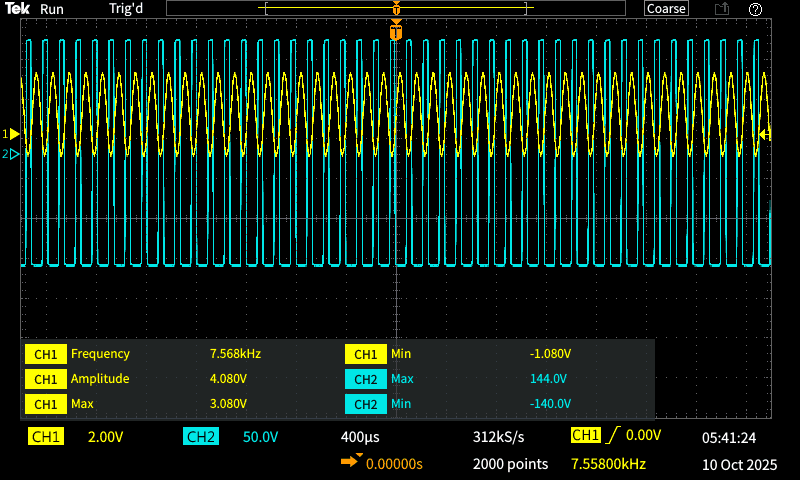 Tek Run Trig'd Coarse ?
T
T
1
2
CH1 Frequency 7.568kHz CH1 Min -1.080V
CH1 Amplitude 4.080V CH2 Max 144.0V
CH1 Max 3.080V CH2 Min -140.0V
CH1 2.00V CH2 50.0V 400µs 312kS/s CH1 0.00V 05:41:24
0.00000s 2000 points 7.55800kHz 10 Oct 2025